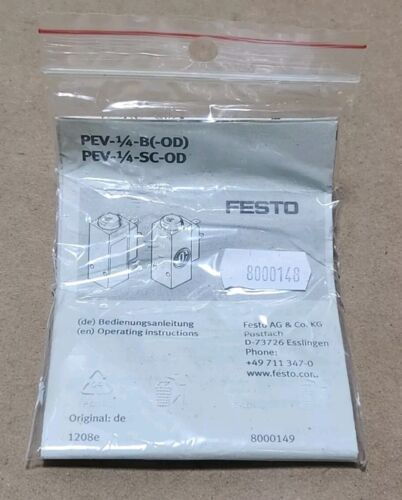 PEV-¼-B(-OD)
PEV-¼-SC-OD
FESTO
8000148
(de) Bedienungsanleitung
(en) Operating instructions
Festo AG & Co. KG
Postfach
D-73726 Esslingen
Phone:
+49 711 347-0
www.festo.com
Original: de
1208e
8000149